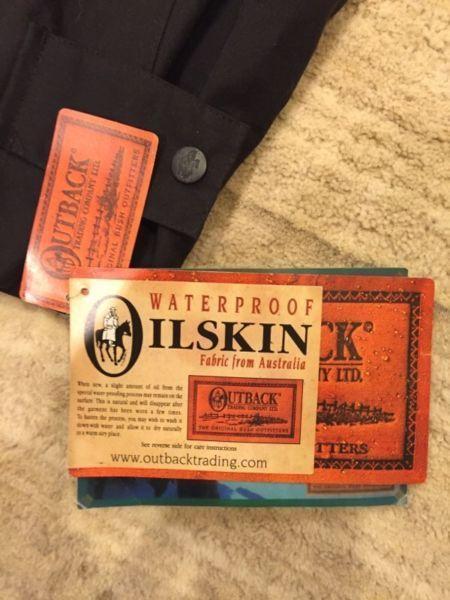 OUTBACK®
TRADING COMPANY LTD.
ORIGINAL BUSH OUTFITTERS
WATERPROOF
OILSKIN
Fabric from Australia
When new, a slight amount of oil from the
special water-proofing process may remain on the
surface. This is natural and will disappear after
the garment has been worn a few times.
To hasten the process, you may wish to wash it
down with water and allow it to dry naturally
in a warm airy place.
OUTBACK
TRADING COMPANY LTD.
THE ORIGINAL BUSH OUTFITTERS
See reverse side for care instructions
www.outbacktrading.com
CK®
NY LTD.
TTERS